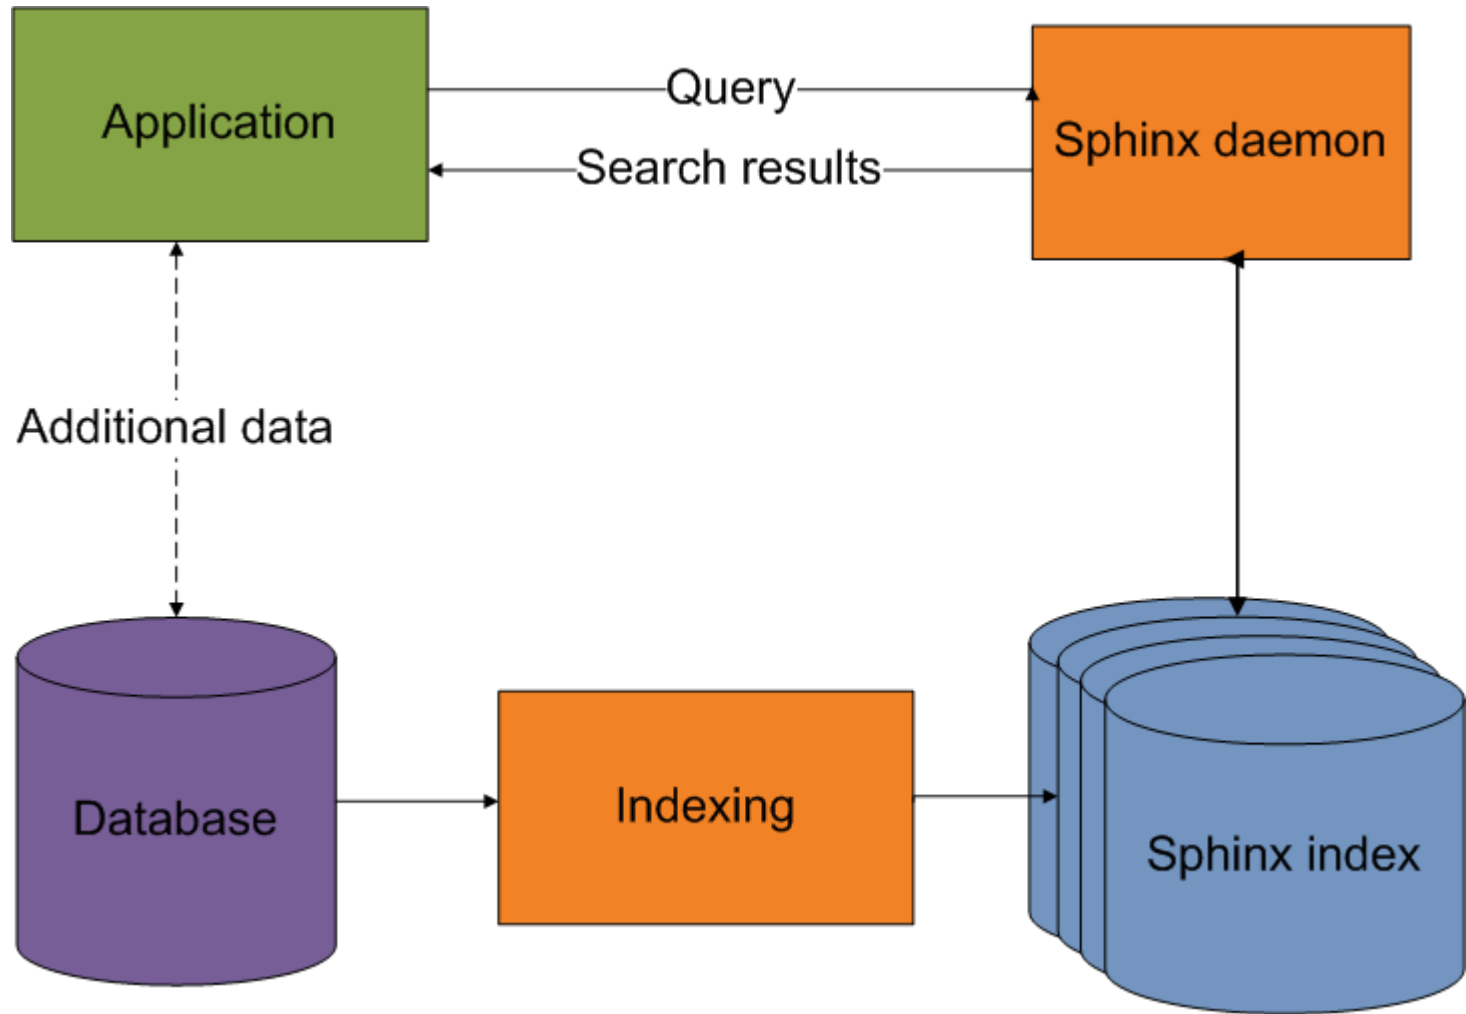 Application
Query
Search results
Sphinx daemon
Additional data
Database
Indexing
Sphinx index